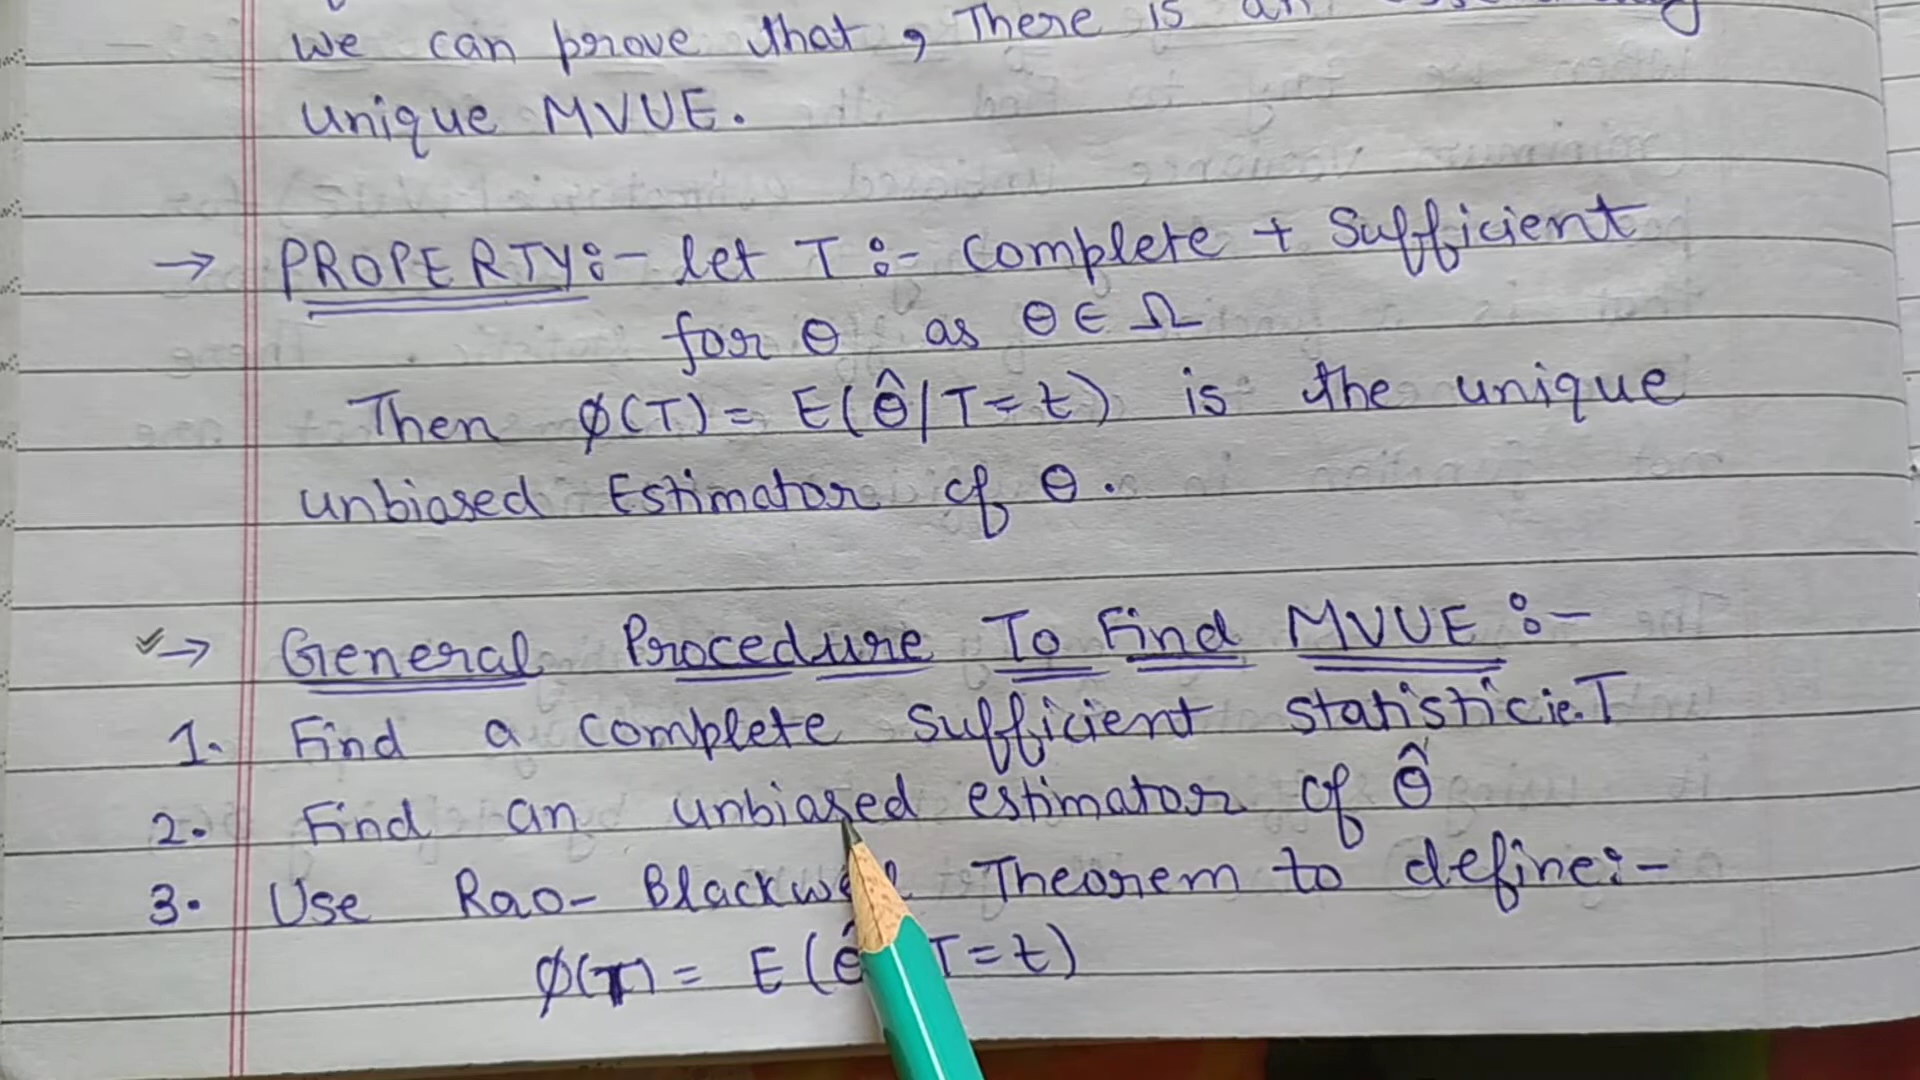 we can prove that , There is an
unique MVUE.
→ PROPERTY:- let T :- Complete + Sufficient
for θ as θ ∈ Ω
Then ϕ(T) = E(θ̂/T=t) is the unique
unbiased Estimator of θ.
✓→ General Procedure To Find MVUE :-
1. Find a complete sufficient statistic i.e. T
2. Find an unbiased estimator of θ̂
3. Use Rao-Blackwell Theorem to define:-
ϕ(T) = E(θ̂ T=t)